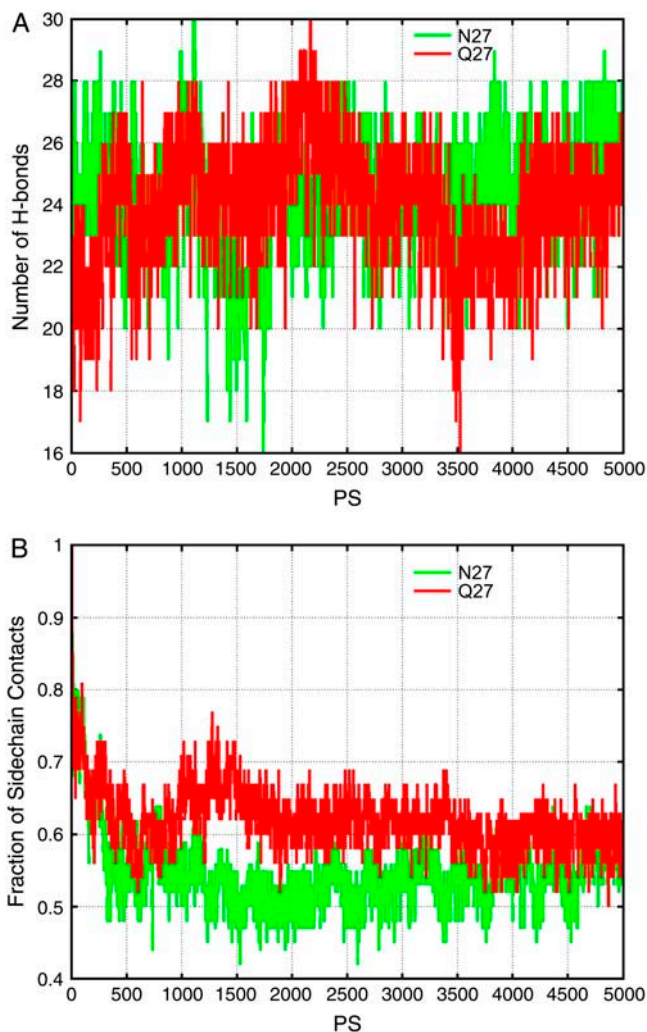 A
Number of H-bonds
30
28
26
24
22
20
18
16
N27
Q27
0 500 1000 1500 2000 2500 3000 3500 4000 4500 5000
PS
B
Fraction of Sidechain Contacts
1
0.9
0.8
0.7
0.6
0.5
0.4
N27
Q27
0 500 1000 1500 2000 2500 3000 3500 4000 4500 5000
PS